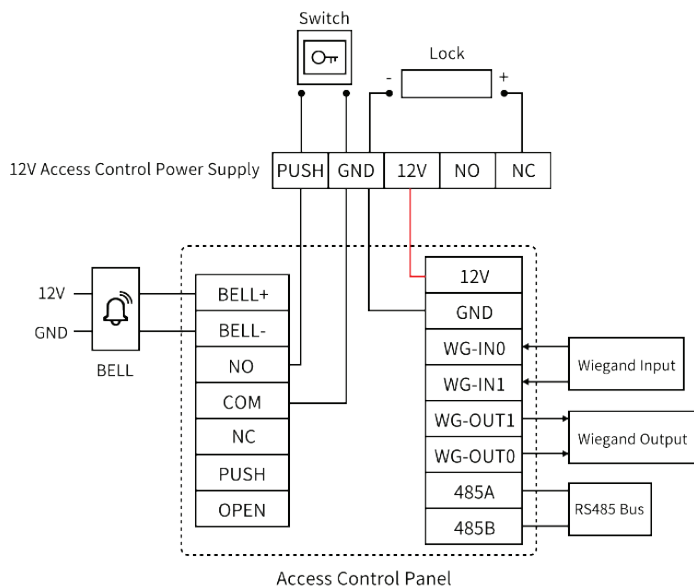 Switch
Lock
- +
12V Access Control Power Supply
PUSH GND 12V NO NC
12V
GND
BELL
BELL+
BELL-
NO
COM
NC
PUSH
OPEN
12V
GND
WG-IN0
WG-IN1
WG-OUT1
WG-OUT0
485A
485B
Wiegand Input
Wiegand Output
RS485 Bus
Access Control Panel